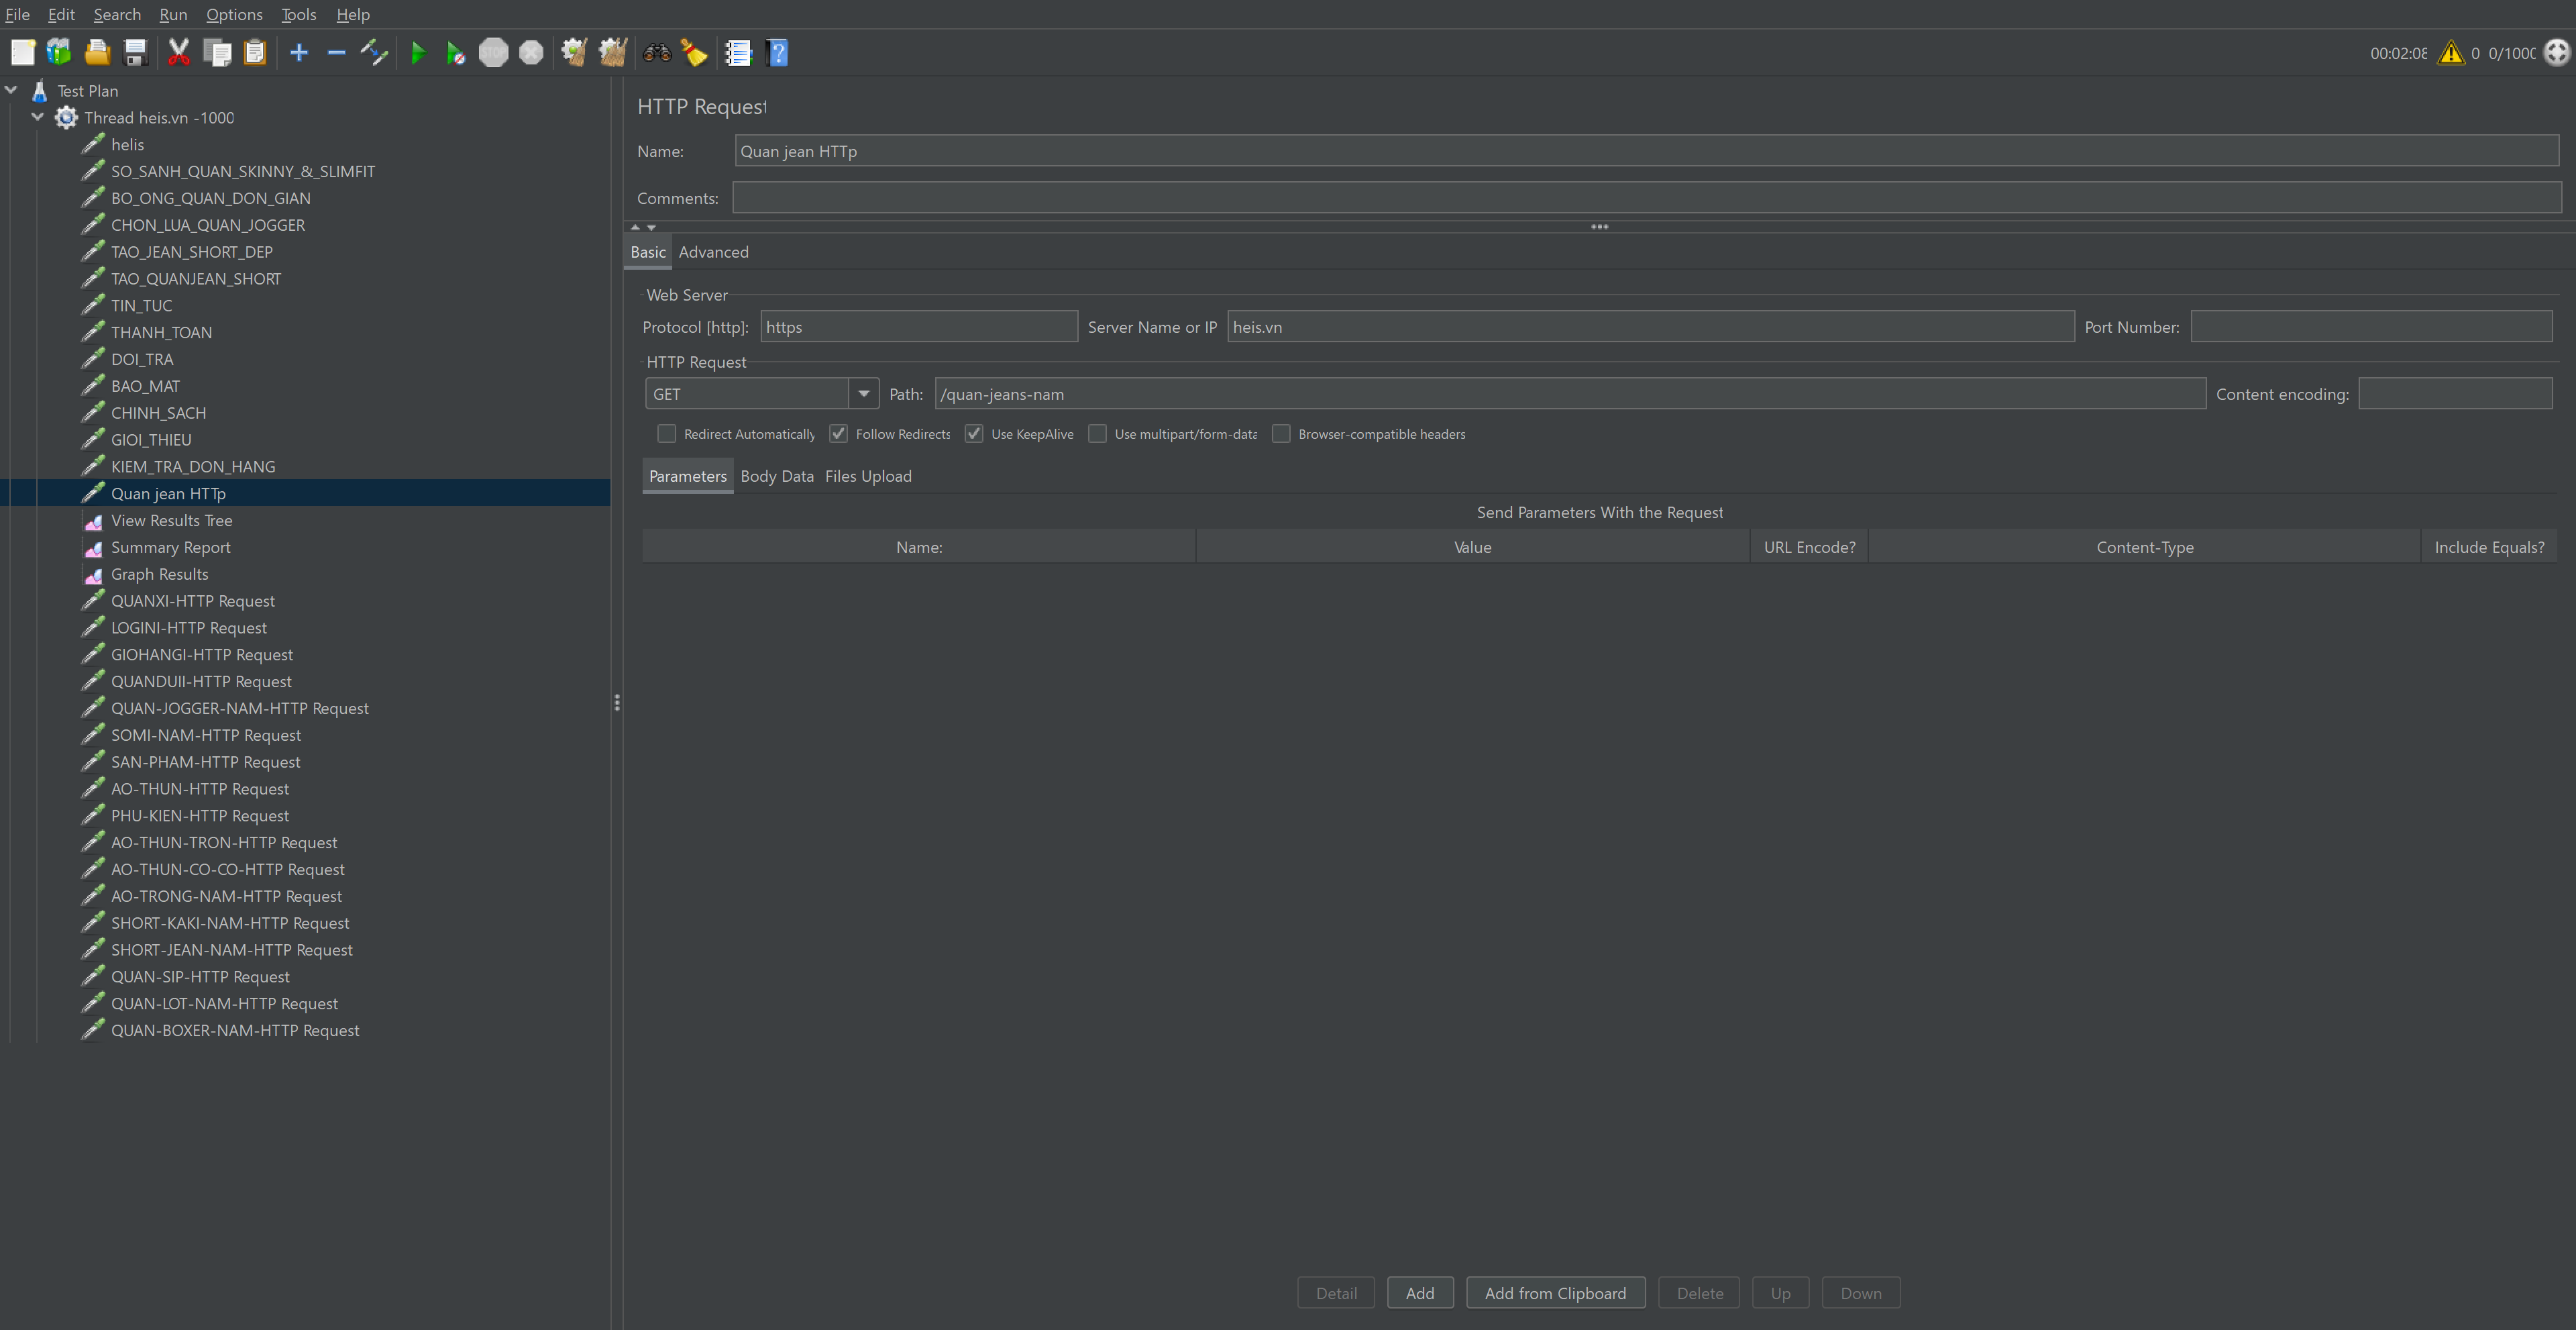 File Edit Search Run Options Tools Help
00:02:08 0 0/1000
Test Plan
Thread heis.vn -1000
helis
SO_SANH_QUAN_SKINNY_&_SLIMFIT
BO_ONG_QUAN_DON_GIAN
CHON_LUA_QUAN_JOGGER
TAO_JEAN_SHORT_DEP
TAO_QUANJEAN_SHORT
TIN_TUC
THANH_TOAN
DOI_TRA
BAO_MAT
CHINH_SACH
GIOI_THIEU
KIEM_TRA_DON_HANG
Quan jean HTTp
View Results Tree
Summary Report
Graph Results
QUANXI-HTTP Request
LOGINI-HTTP Request
GIOHANGI-HTTP Request
QUANDUII-HTTP Request
QUAN-JOGGER-NAM-HTTP Request
SOMI-NAM-HTTP Request
SAN-PHAM-HTTP Request
AO-THUN-HTTP Request
PHU-KIEN-HTTP Request
AO-THUN-TRON-HTTP Request
AO-THUN-CO-CO-HTTP Request
AO-TRONG-NAM-HTTP Request
SHORT-KAKI-NAM-HTTP Request
SHORT-JEAN-NAM-HTTP Request
QUAN-SIP-HTTP Request
QUAN-LOT-NAM-HTTP Request
QUAN-BOXER-NAM-HTTP Request
HTTP Request
Name: Quan jean HTTp
Comments:
Basic Advanced
Web Server
Protocol [http]: https Server Name or IP heis.vn Port Number:
HTTP Request
GET Path: /quan-jeans-nam Content encoding:
Redirect Automatically Follow Redirects Use KeepAlive Use multipart/form-data Browser-compatible headers
Parameters Body Data Files Upload
Send Parameters With the Request
Name: Value URL Encode? Content-Type Include Equals?
Detail Add Add from Clipboard Delete Up Down